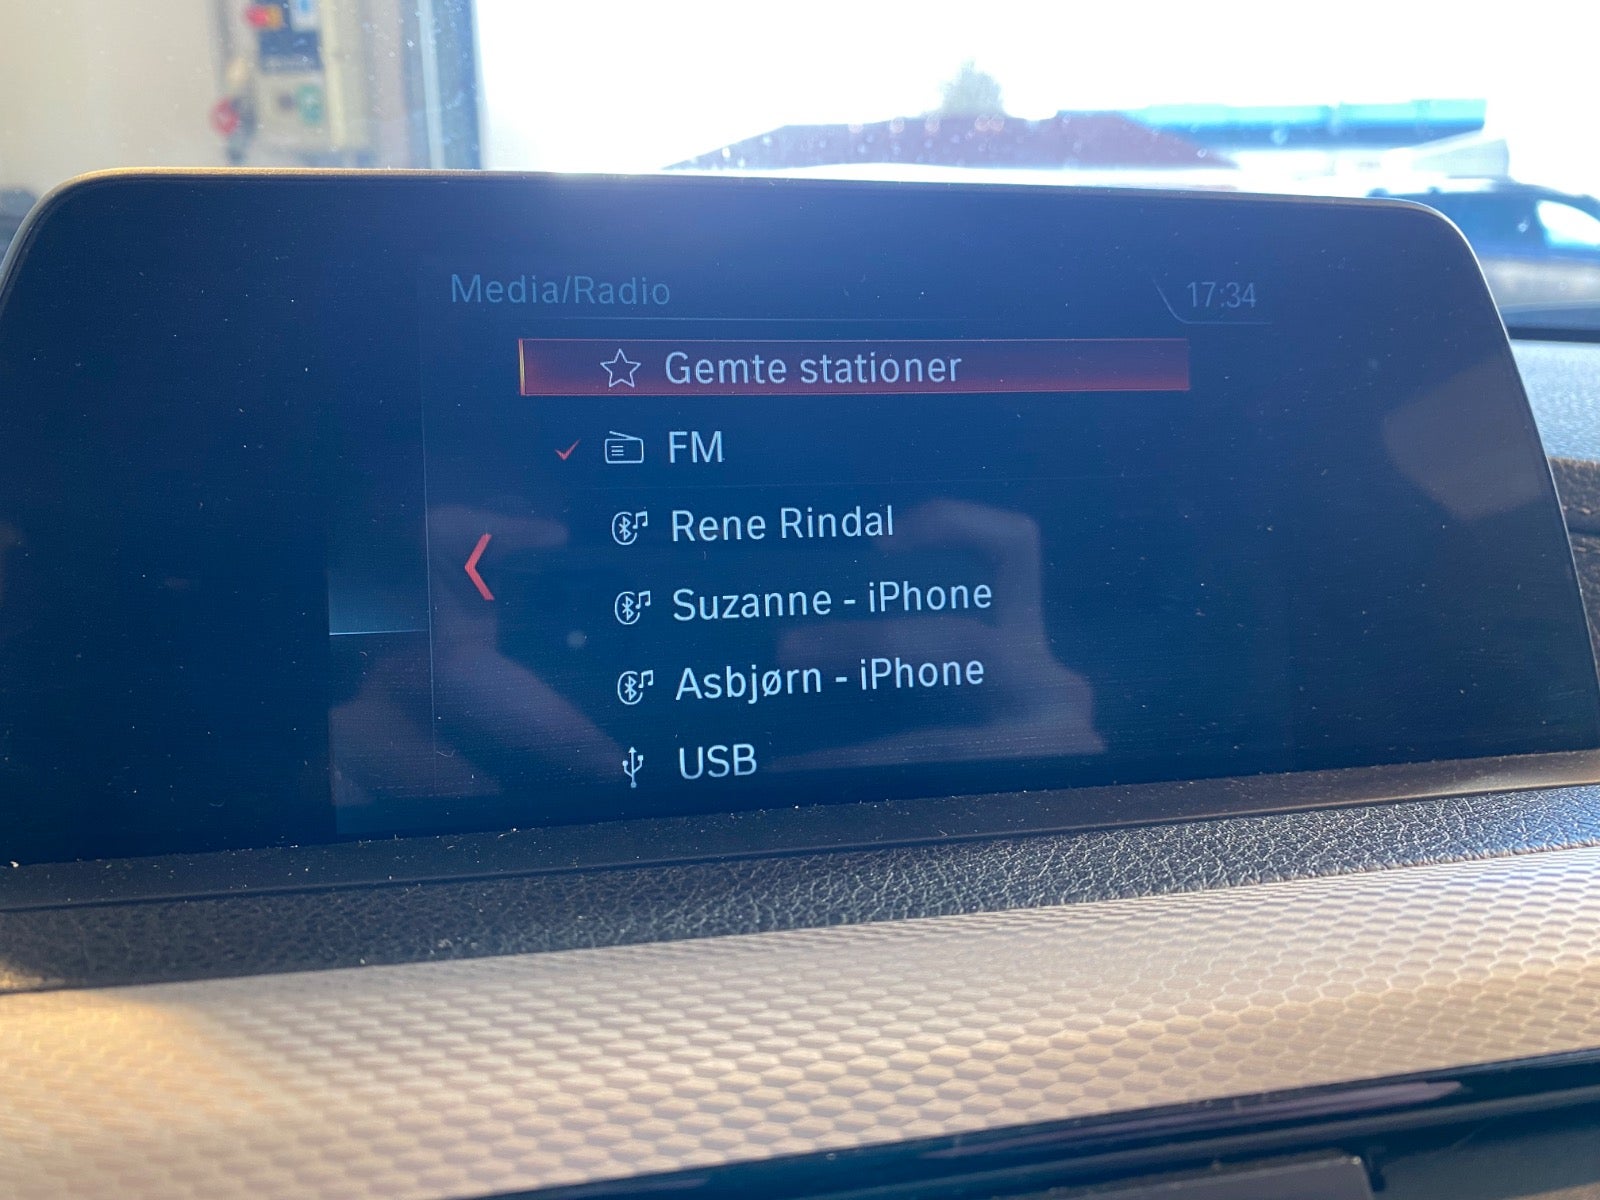 Media/Radio
17:34
Gemte stationer
FM
Rene Rindal
Suzanne - iPhone
Asbjørn - iPhone
USB